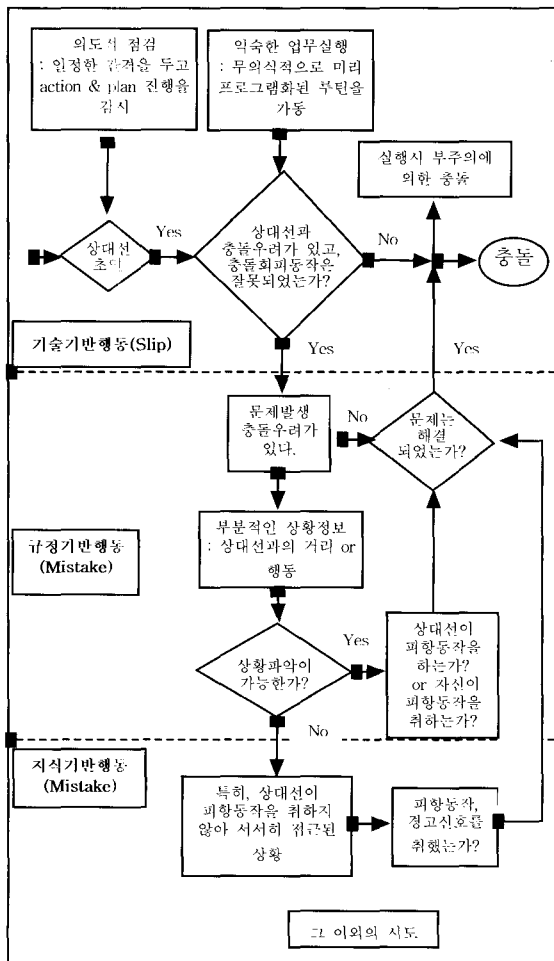 의도적 점검
: 일정한 간격을 두고
action & plan 진행을
감시
익숙한 업무실행
: 무의식적으로 미리
프로그램화된 루틴을
가동
실행시 부주의에
의한 충돌
상대선
초인
Yes
상대선과
충돌우려가 있고,
충돌회피동작은
잘못되었는가?
No
충돌
기술기반행동(Slip)
Yes
Yes
문제발생
충돌우려가
있다.
No
문제는
해결
되었는가?
부분적인 상황정보
: 상대선과의 거리 or
행동
규정기반행동
(Mistake)
상황파악이
가능한가?
Yes
상대선이
피항동작을
하는가?
or 자신이
피항동작을
취하는가?
No
지식기반행동
(Mistake)
특히, 상대선이
피항동작을 취하지
않아 서서히 접근된
상황
피항동작,
경고신호를
취했는가?
그 이외의 시도